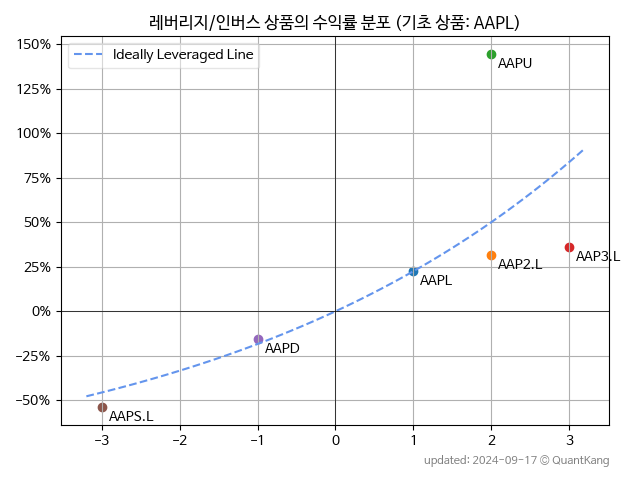 레버리지/인버스 상품의 수익률 분포 (기초 상품: AAPL)
150%
125%
100%
75%
50%
25%
0%
−25%
−50%
Ideally Leveraged Line
AAPU
AAP3.L
AAP2.L
AAPL
AAPD
AAPS.L
−3 −2 −1 0 1 2 3
updated: 2024-09-17 © QuantKang